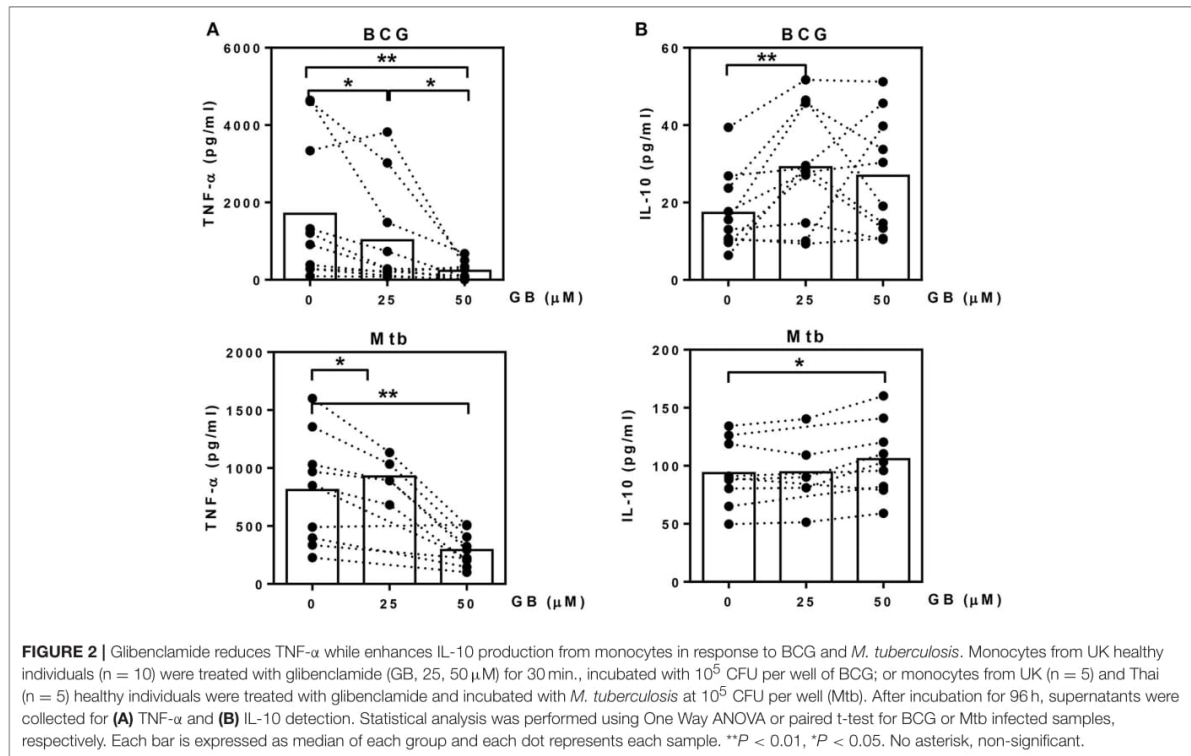 A
BCG
6000
4000
2000
0
TNF-α (pg/ml)
**
*
*
0 25 50 GB (μM)
B
BCG
60
40
20
0
IL-10 (pg/ml)
**
0 25 50 GB (μM)
Mtb
2000
1500
1000
500
0
TNF-α (pg/ml)
*
**
0 25 50 GB (μM)
Mtb
200
150
100
50
0
IL-10 (pg/ml)
*
0 25 50 GB (μM)
FIGURE 2 | Glibenclamide reduces TNF-α while enhances IL-10 production from monocytes in response to BCG and M. tuberculosis. Monocytes from UK healthy
individuals (n = 10) were treated with glibenclamide (GB, 25, 50 μM) for 30 min., incubated with 10⁵ CFU per well of BCG; or monocytes from UK (n = 5) and Thai
(n = 5) healthy individuals were treated with glibenclamide and incubated with M. tuberculosis at 10⁵ CFU per well (Mtb). After incubation for 96 h, supernatants were
collected for (A) TNF-α and (B) IL-10 detection. Statistical analysis was performed using One Way ANOVA or paired t-test for BCG or Mtb infected samples,
respectively. Each bar is expressed as median of each group and each dot represents each sample. **P < 0.01, *P < 0.05. No asterisk, non-significant.